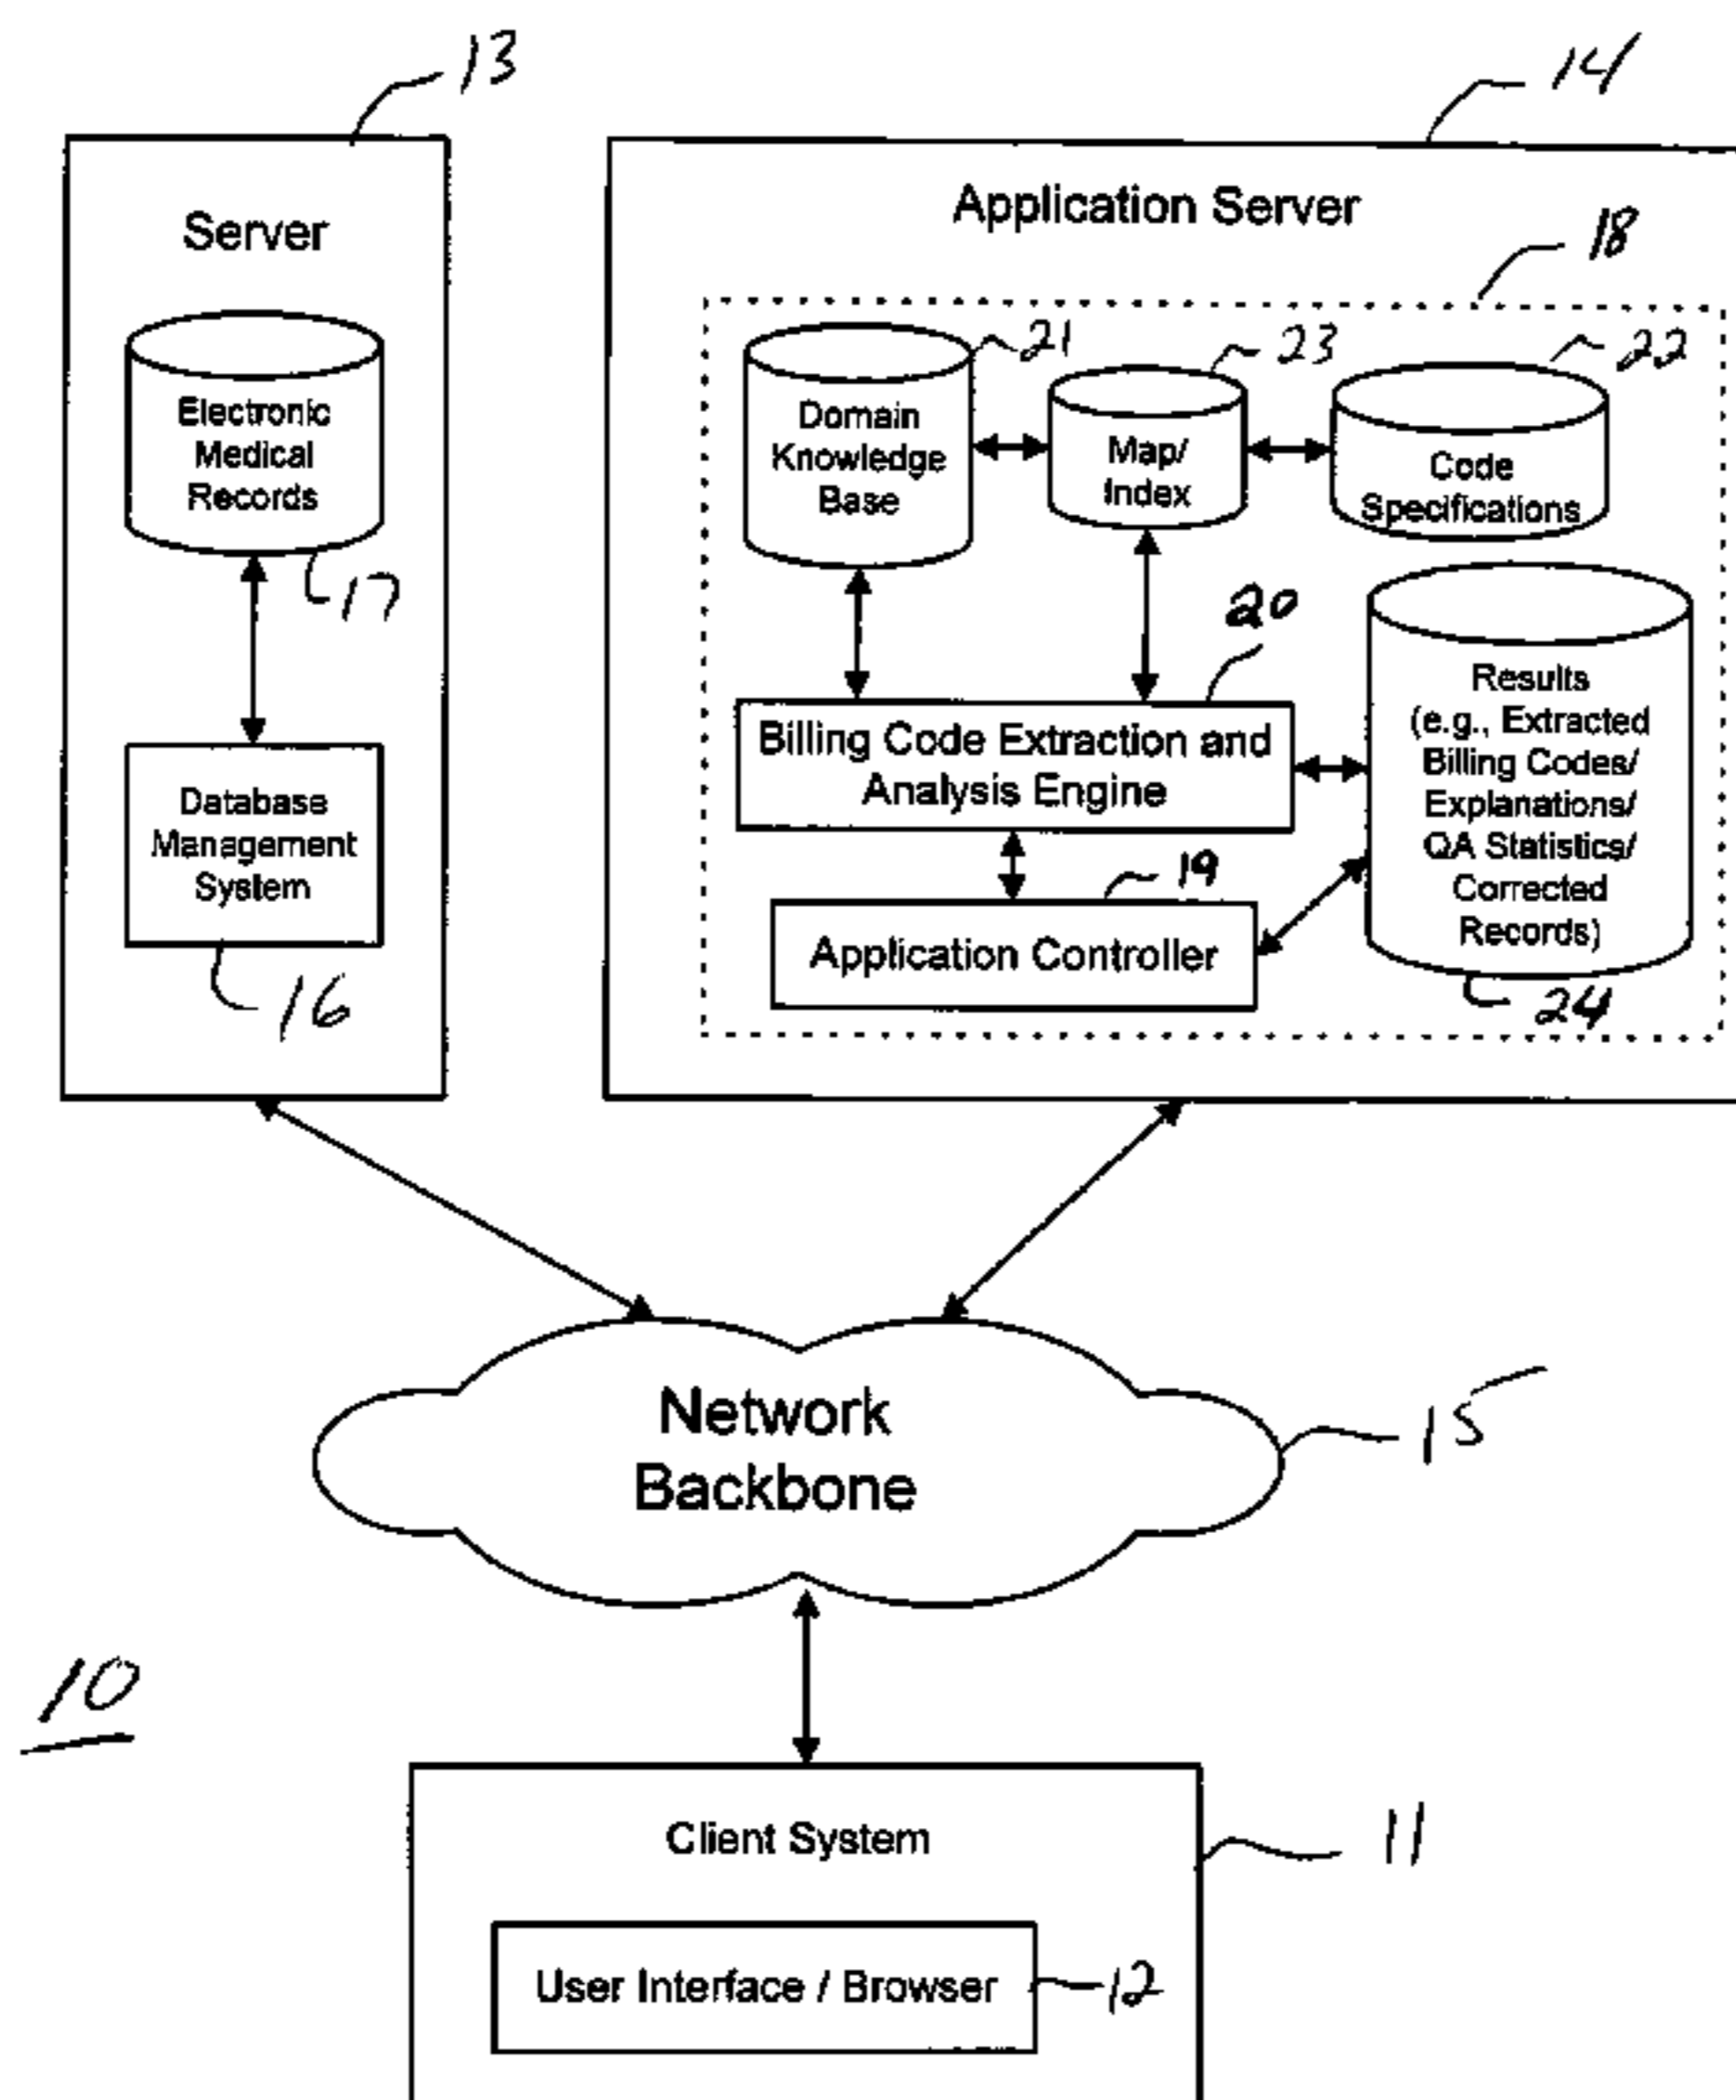 13
14
Server
Application Server
18
21
23
22
Electronic
Medical
Records
Domain
Knowledge
Base
Map/
Index
Code
Specifications
17
20
Results
(e.g., Extracted
Billing Codes/
Explanations/
QA Statistics/
Corrected
Records)
Billing Code Extraction and
Analysis Engine
Database
Management
System
19
Application Controller
16
24
Network
Backbone
15
10
Client System
11
User Interface / Browser
12